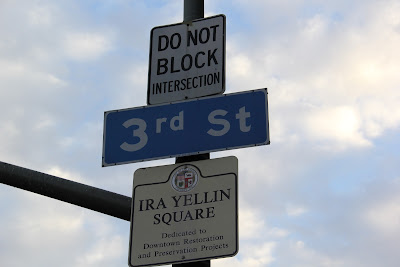 DO NOT
BLOCK
INTERSECTION
3rd St
IRA YELLIN
SQUARE
Dedicated to
Downtown Restoration
and Preservation Projects